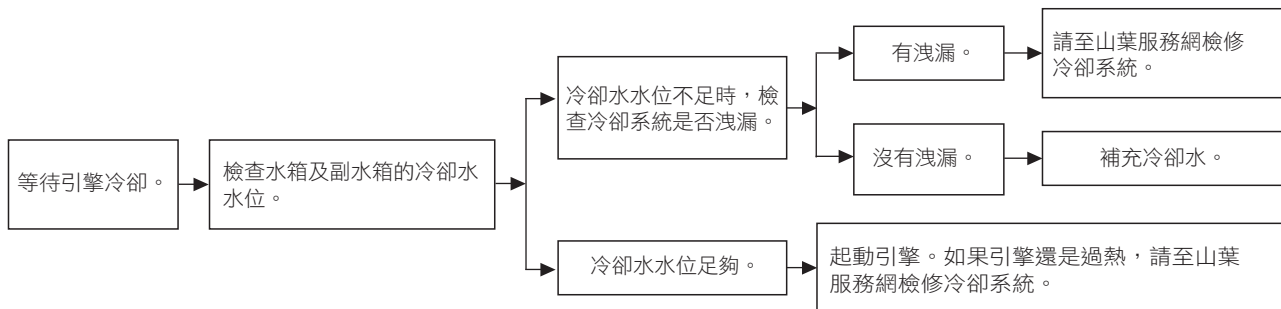 等待引擎冷卻。
檢查水箱及副水箱的冷卻水
水位。
冷卻水水位不足時，檢
查冷卻系統是否洩漏。
有洩漏。
請至山葉服務網檢修
冷卻系統。
沒有洩漏。
補充冷卻水。
冷卻水水位足夠。
起動引擎。如果引擎還是過熱，請至山葉
服務網檢修冷卻系統。